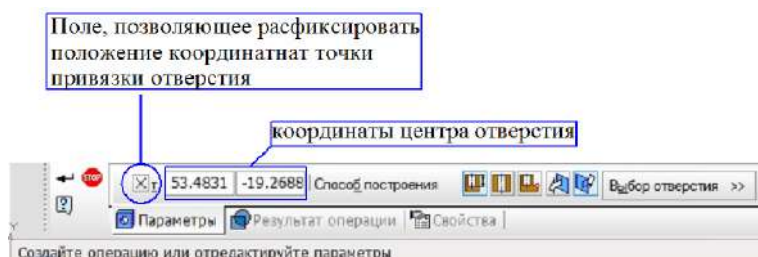 Поле, позволяющее расфиксировать
положение координатнат точки
привязки отверстия
координаты центра отверстия
т 53.4831 -19.2688 Способ построения Выбор отверстия >>
STOP
Параметры Результат операции Свойства
Создайте операцию или отредактируйте параметры